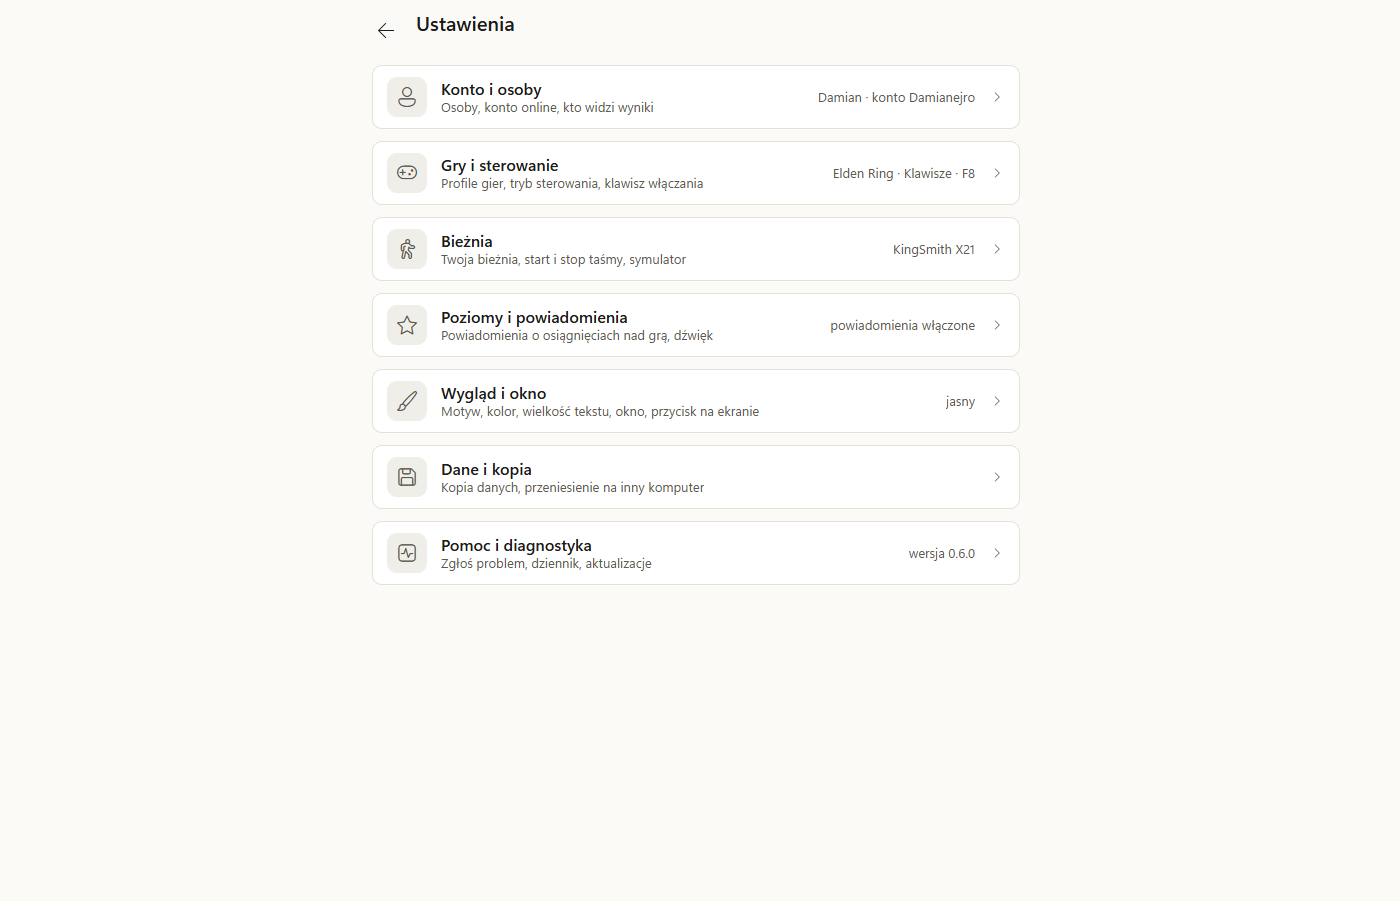 Ustawienia
Konto i osoby
Osoby, konto online, kto widzi wyniki
Damian · konto Damianejro
Gry i sterowanie
Profile gier, tryb sterowania, klawisz włączania
Elden Ring · Klawisze · F8
Bieżnia
Twoja bieżnia, start i stop taśmy, symulator
KingSmith X21
Poziomy i powiadomienia
Powiadomienia o osiągnięciach nad grą, dźwięk
powiadomienia włączone
Wygląd i okno
Motyw, kolor, wielkość tekstu, okno, przycisk na ekranie
jasny
Dane i kopia
Kopia danych, przeniesienie na inny komputer
Pomoc i diagnostyka
Zgłoś problem, dziennik, aktualizacje
wersja 0.6.0